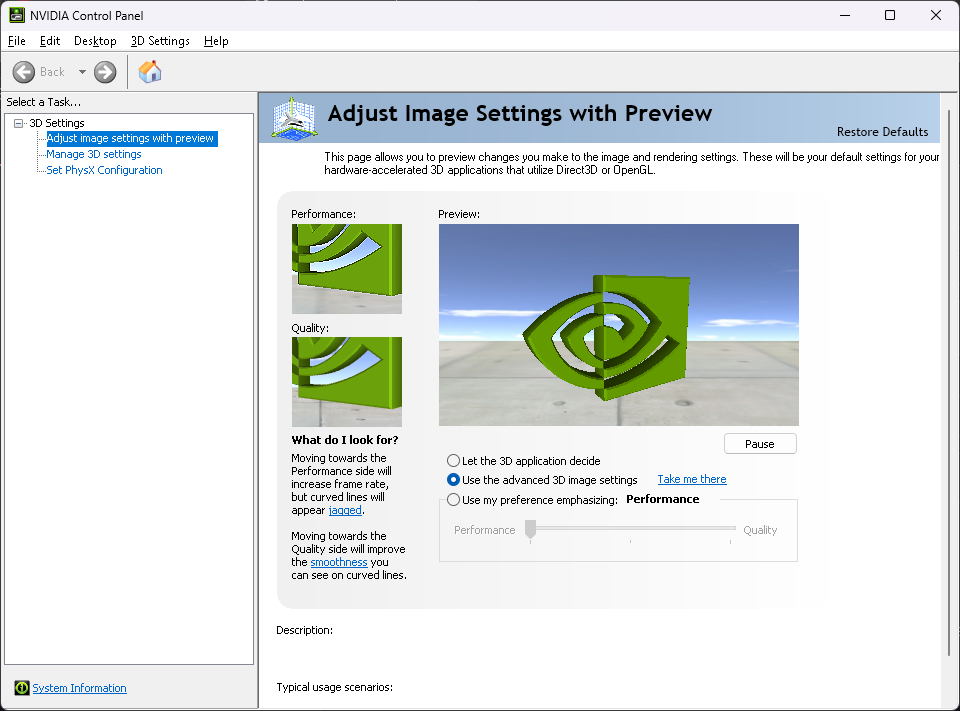 NVIDIA Control Panel
File Edit Desktop 3D Settings Help
Back
Select a Task...
3D Settings
Adjust image settings with preview
Manage 3D settings
Set PhysX Configuration
System Information
Adjust Image Settings with Preview
Restore Defaults
This page allows you to preview changes you make to the image and rendering settings. These will be your default settings for your
hardware-accelerated 3D applications that utilize Direct3D or OpenGL.
Performance:
Quality:
What do I look for?
Moving towards the
Performance side will
increase frame rate,
but curved lines will
appear jagged.
Moving towards the
Quality side will improve
the smoothness you
can see on curved lines.
Preview:
Pause
Let the 3D application decide
Use the advanced 3D image settings Take me there
Use my preference emphasizing: Performance
Performance Quality
Description:
Typical usage scenarios: